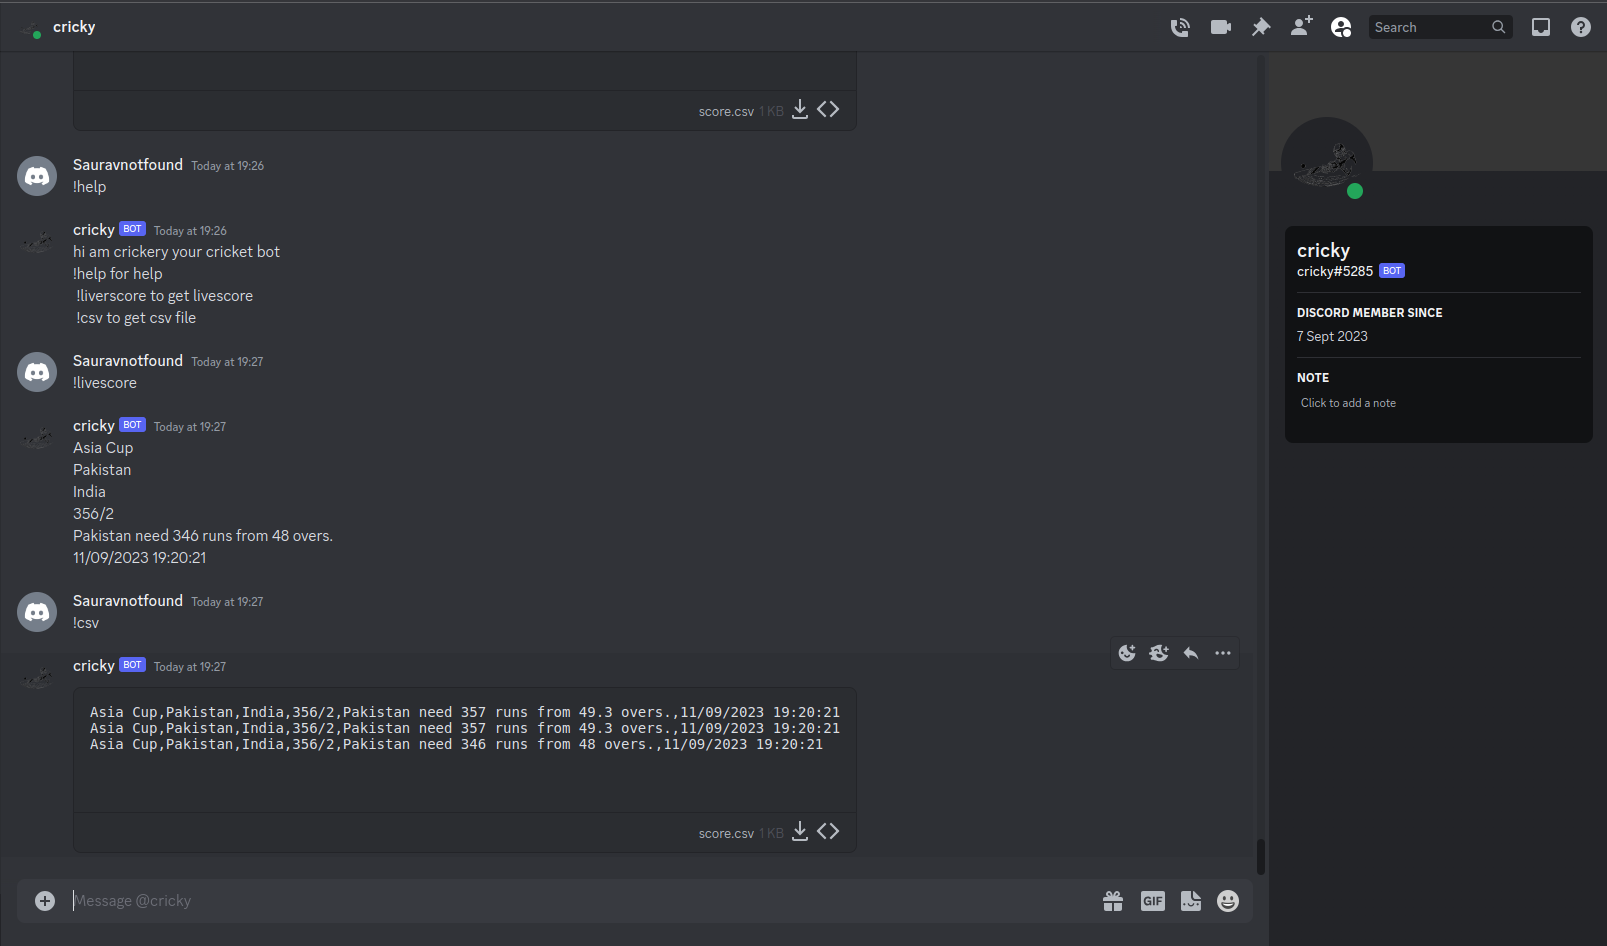 cricky
Search
score.csv 1 KB
Sauravnotfound Today at 19:26
!help
cricky BOT Today at 19:26
hi am crickery your cricket bot
!help for help
!liverscore to get livescore
!csv to get csv file
Sauravnotfound Today at 19:27
!livescore
cricky BOT Today at 19:27
Asia Cup
Pakistan
India
356/2
Pakistan need 346 runs from 48 overs.
11/09/2023 19:20:21
Sauravnotfound Today at 19:27
!csv
cricky BOT Today at 19:27
Asia Cup,Pakistan,India,356/2,Pakistan need 357 runs from 49.3 overs.,11/09/2023 19:20:21
Asia Cup,Pakistan,India,356/2,Pakistan need 357 runs from 49.3 overs.,11/09/2023 19:20:21
Asia Cup,Pakistan,India,356/2,Pakistan need 346 runs from 48 overs.,11/09/2023 19:20:21
score.csv 1 KB
Message @cricky
GIF
cricky
cricky#5285 BOT
DISCORD MEMBER SINCE
7 Sept 2023
NOTE
Click to add a note